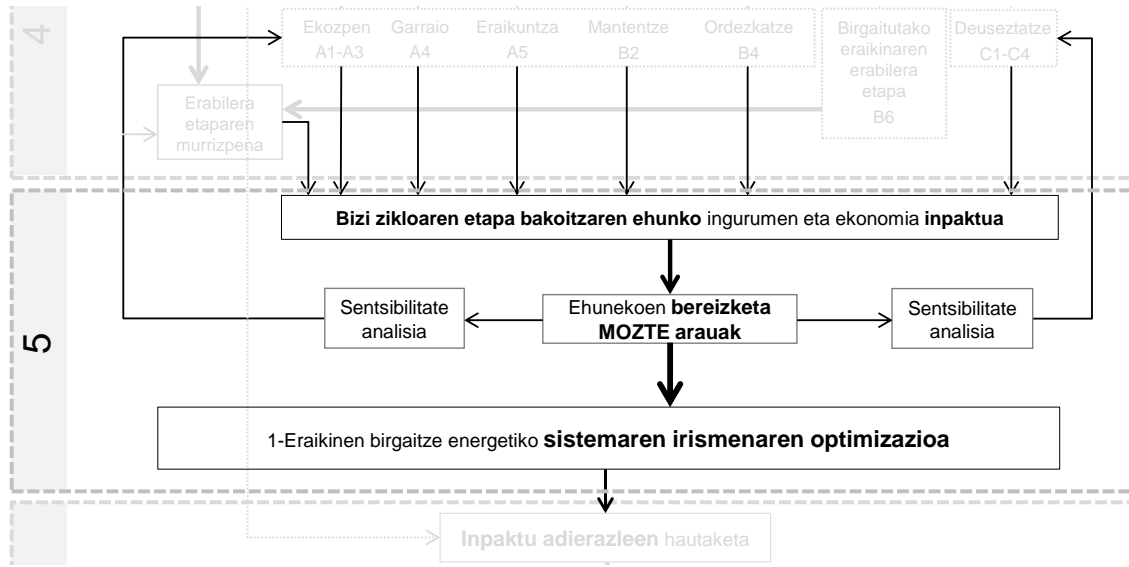 4
Ekozpen Garraio Eraikuntza Mantentze Ordezkatze
A1-A3 A4 A5 B2 B4
Birgaitutako
eraikinaren
erabilera
etapa
B6
Deuseztatze
C1-C4
Erabilera
etaparen
murrizpena
5
Bizi zikloaren etapa bakoitzaren ehunko ingurumen eta ekonomia inpaktua
Sentsibilitate
analisia
Ehunekoen bereizketa
MOZTE arauak
Sentsibilitate
analisia
1-Eraikinen birgaitze energetiko sistemaren irismenaren optimizazioa
Inpaktu adierazleen hautaketa